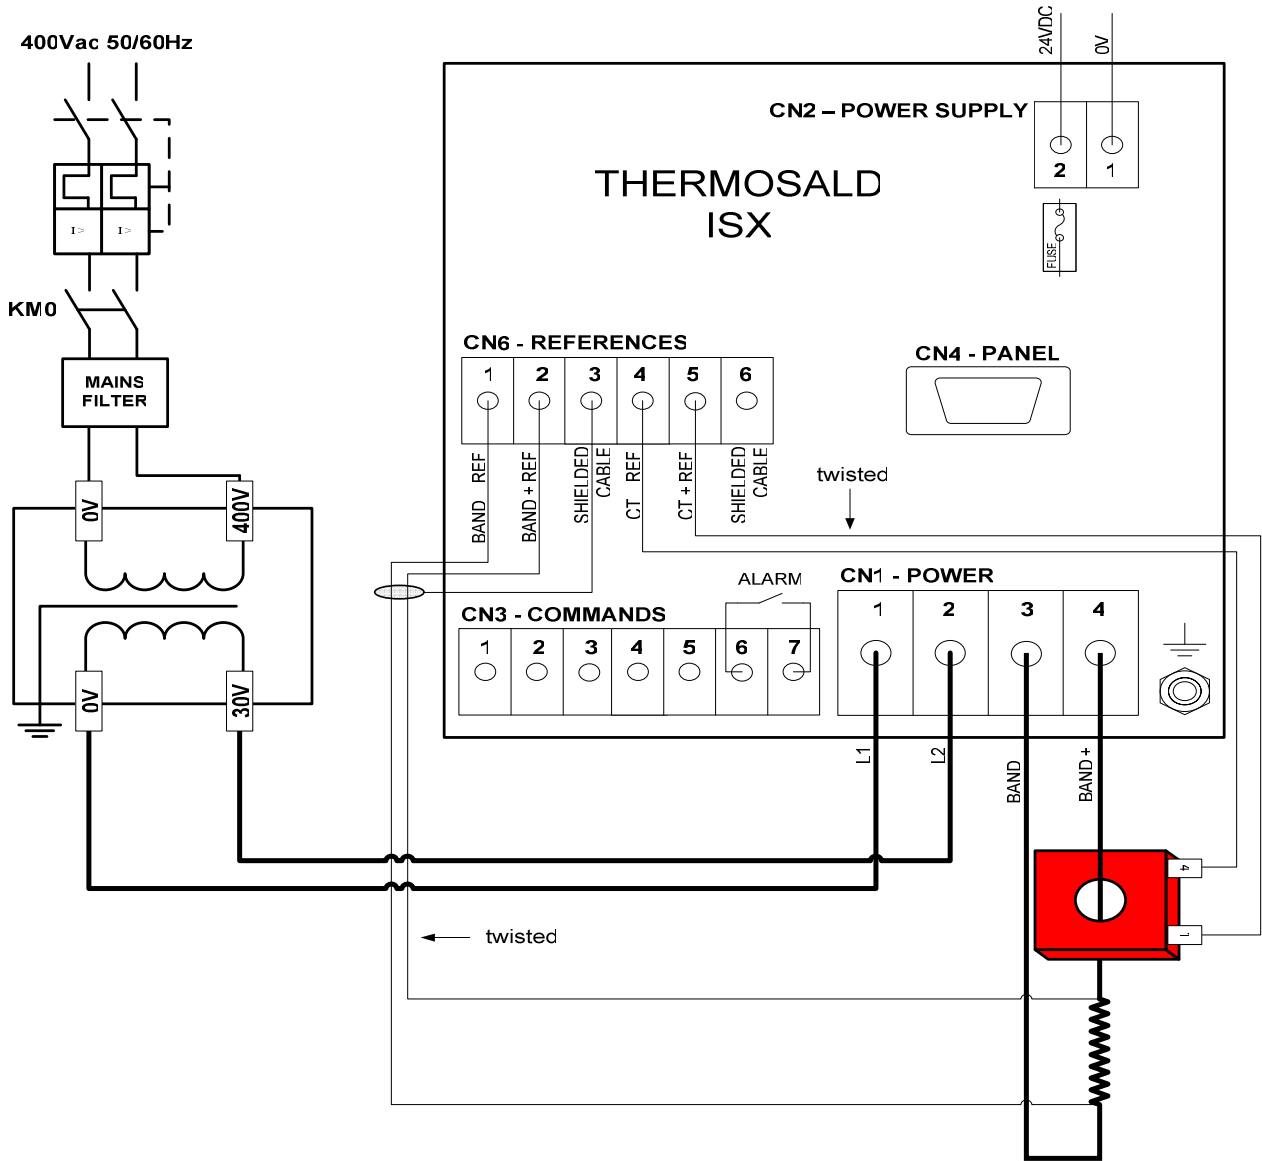 400Vac 50/60Hz
24VDC
0V
CN2 – POWER SUPPLY
2
1
THERMOSALD
ISX
FUSE
I >
I >
KM0
MAINS
FILTER
CN6 - REFERENCES
1
2
3
4
5
6
BAND REF
BAND + REF
SHIELDED
CABLE
CT REF
CT + REF
SHIELDED
CABLE
CN4 - PANEL
twisted
0V
400V
0V
30V
ALARM
CN3 - COMMANDS
1
2
3
4
5
6
7
CN1 - POWER
1
2
3
4
L1
L2
BAND
BAND +
4
1
twisted